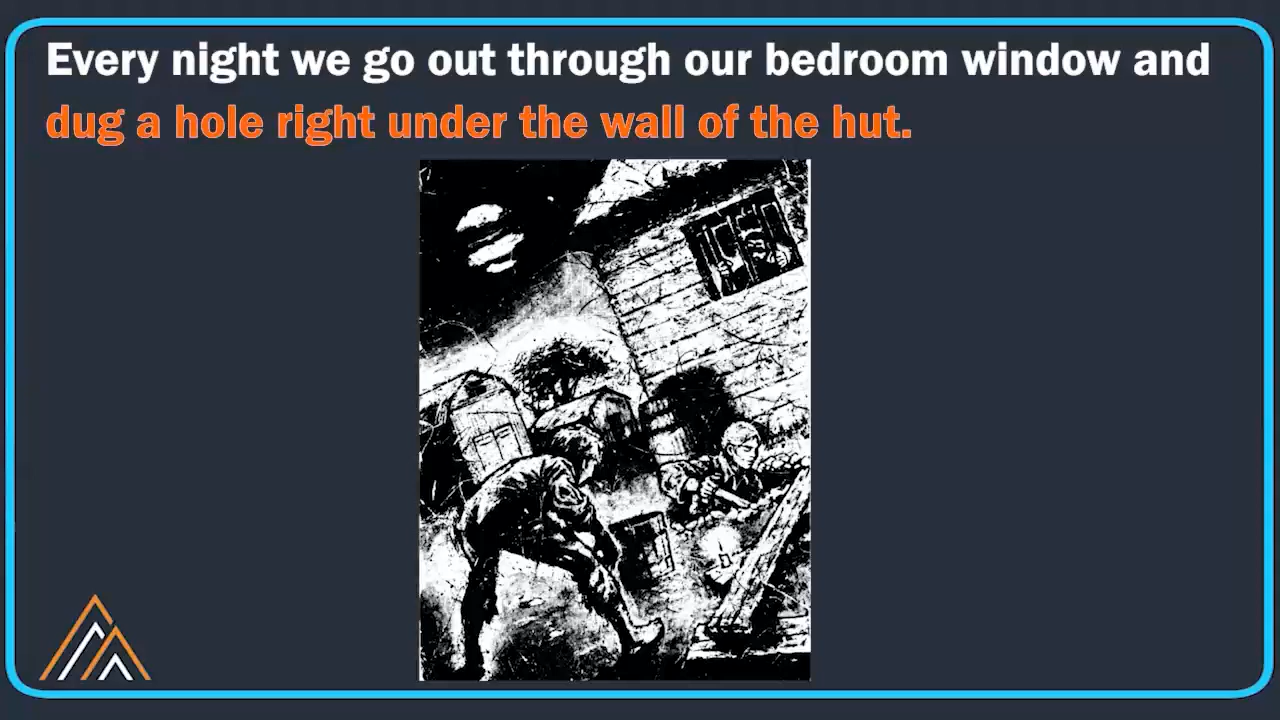 Every night we go out through our bedroom window and
dug a hole right under the wall of the hut.